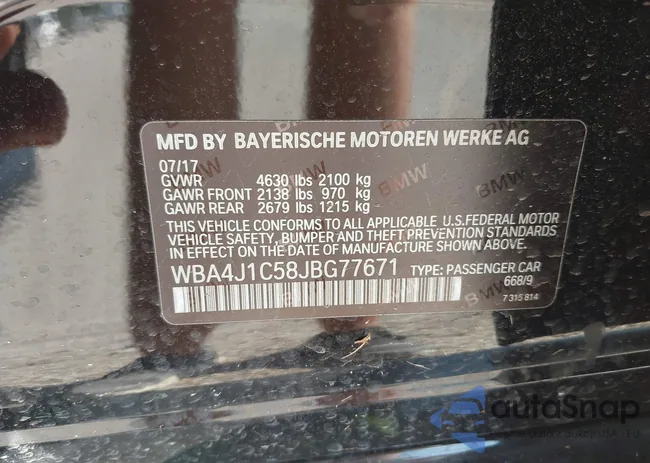 MFD BY BAYERISCHE MOTOREN WERKE AG
07/17
GVWR 4630 lbs 2100 kg
GAWR FRONT 2138 lbs 970 kg
GAWR REAR 2679 lbs 1215 kg
THIS VEHICLE CONFORMS TO ALL APPLICABLE U.S.FEDERAL MOTOR
VEHICLE SAFETY, BUMPER AND THEFT PREVENTION STANDARDS
IN EFFECT ON THE DATE OF MANUFACTURE SHOWN ABOVE.
WBA4J1C58JBG77671 TYPE: PASSENGER CAR
668/9
7 315 814
BMW
BMW
BMW
autoSnap